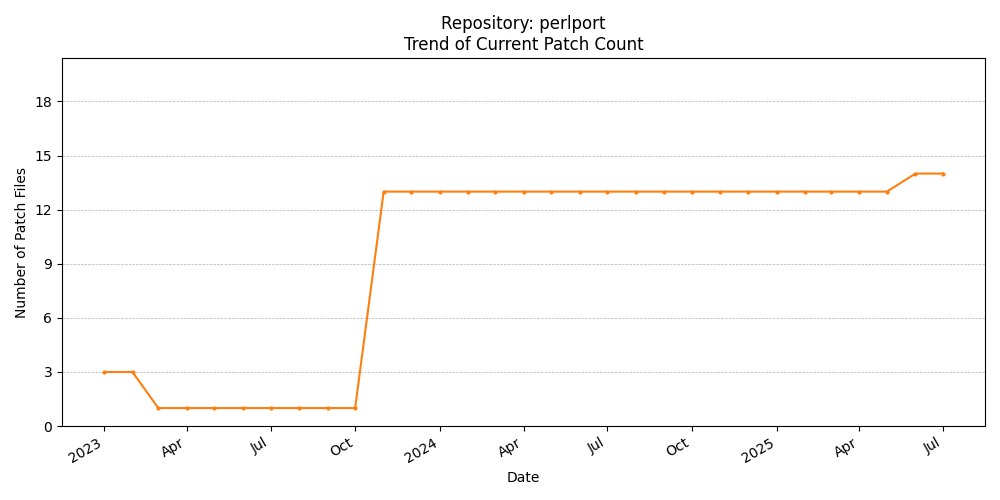 Repository: perlport
Trend of Current Patch Count
Number of Patch Files
18
15
12
9
6
3
0
2023
Apr
Jul
Oct
2024
Apr
Jul
Oct
2025
Apr
Jul
Date